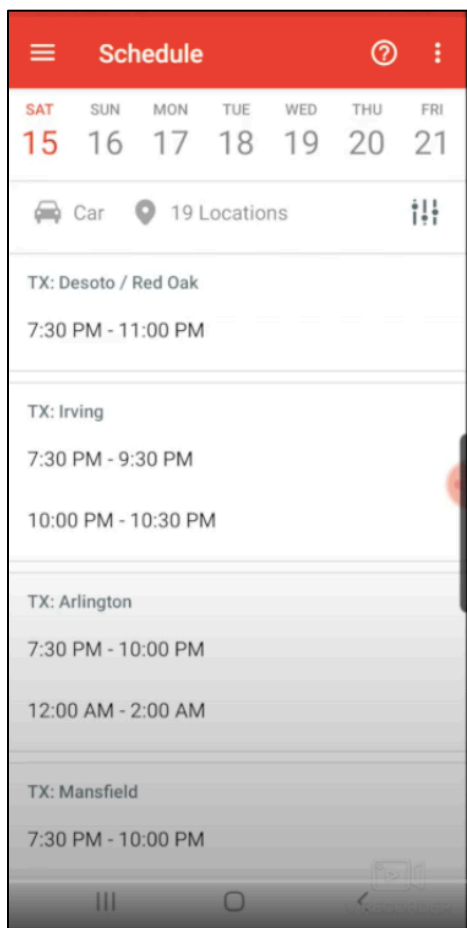 Schedule
SAT SUN MON TUE WED THU FRI
15 16 17 18 19 20 21
Car 19 Locations
TX: Desoto / Red Oak
7:30 PM - 11:00 PM
TX: Irving
7:30 PM - 9:30 PM
10:00 PM - 10:30 PM
TX: Arlington
7:30 PM - 10:00 PM
12:00 AM - 2:00 AM
TX: Mansfield
7:30 PM - 10:00 PM